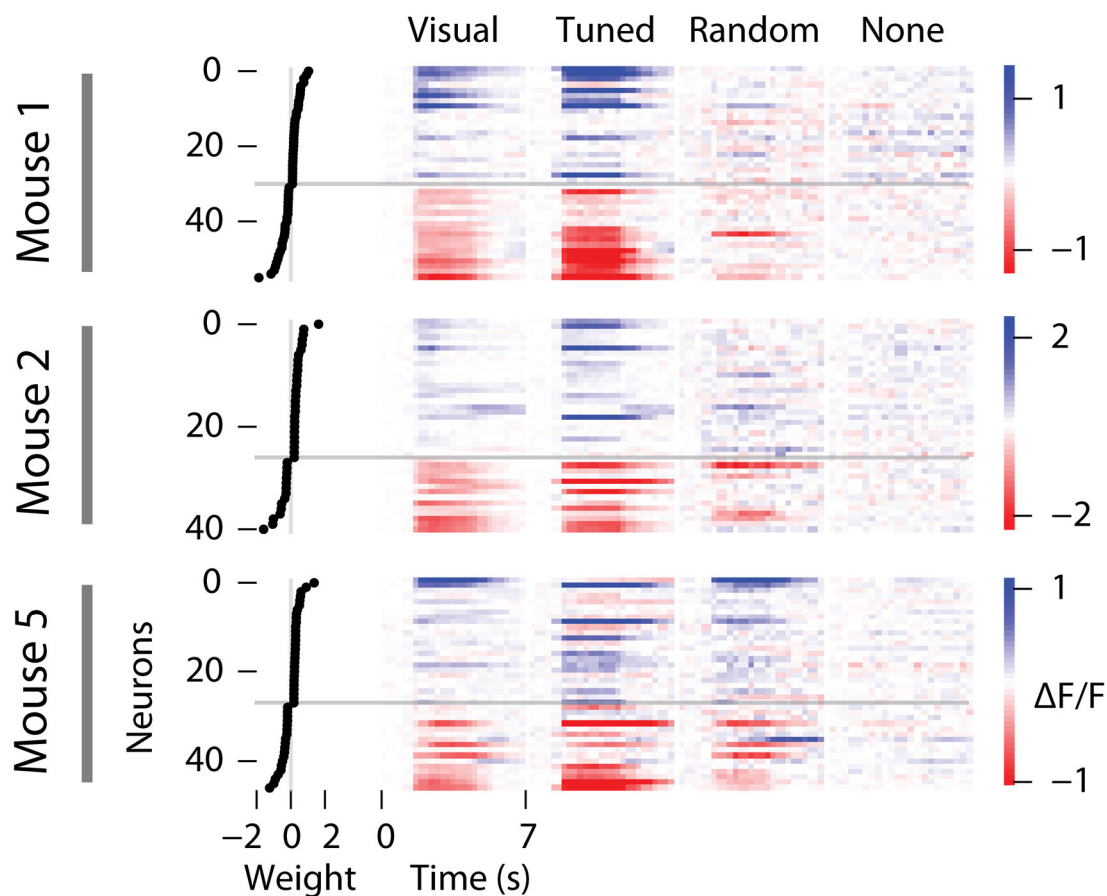 Visual Tuned Random None
Mouse 1
0
20
40
1
−1
Mouse 2
0
20
40
2
−2
Mouse 5
Neurons
0
20
40
1
ΔF/F
−1
−2 0 2 0 7
Weight Time (s)